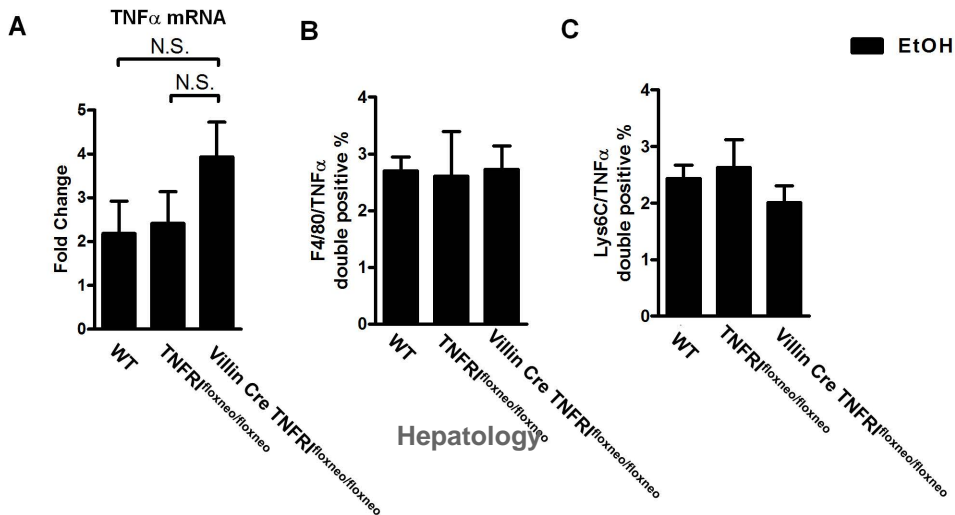 A
TNFα mRNA
N.S.
N.S.
Fold Change
5
4
3
2
1
0
WT
TNFRIfloxneo/floxneo
Villin Cre TNFRIfloxneo/floxneo
B
F4/80/TNFα
double positive %
4
3
2
1
0
WT
TNFRIfloxneo/floxneo
Villin Cre TNFRIfloxneo/floxneo
C
Lys6C/TNFα
double positive %
4
3
2
1
0
WT
TNFRIfloxneo/floxneo
Villin Cre TNFRIfloxneo/floxneo
EtOH
Hepatology